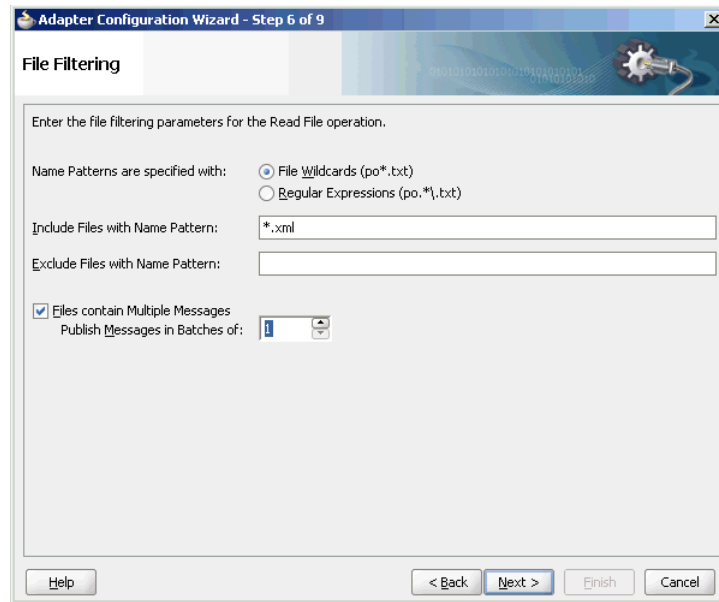 Adapter Configuration Wizard - Step 6 of 9
File Filtering
Enter the file filtering parameters for the Read File operation.
Name Patterns are specified with:
File Wildcards (po*.txt)
Regular Expressions (po.*\.txt)
Include Files with Name Pattern: *.xml
Exclude Files with Name Pattern:
Files contain Multiple Messages
Publish Messages in Batches of: 1
Help < Back Next > Finish Cancel